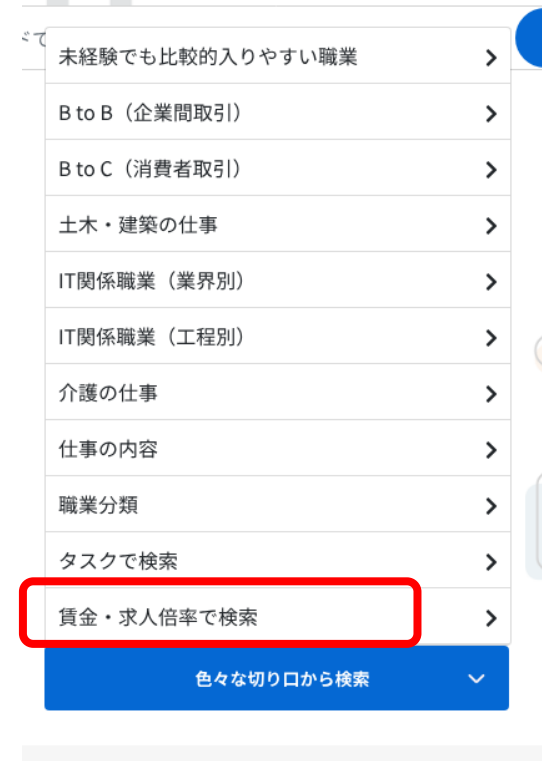 ドで
未経験でも比較的入りやすい職業
B to B（企業間取引）
B to C（消費者取引）
土木・建築の仕事
IT関係職業（業界別）
IT関係職業（工程別）
介護の仕事
仕事の内容
職業分類
タスクで検索
賃金・求人倍率で検索
色々な切り口から検索